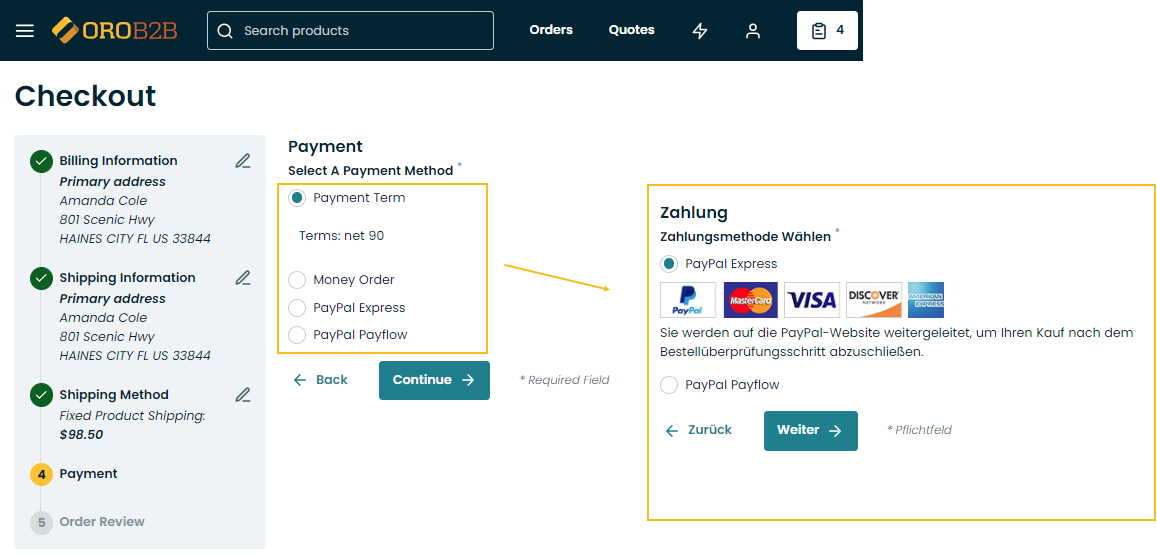 OROB2B
Search products
Orders
Quotes
4
Checkout
Billing Information
Primary address
Amanda Cole
801 Scenic Hwy
HAINES CITY FL US 33844
Shipping Information
Primary address
Amanda Cole
801 Scenic Hwy
HAINES CITY FL US 33844
Shipping Method
Fixed Product Shipping:
$98.50
4 Payment
5 Order Review
Payment
Select A Payment Method *
Payment Term
Terms: net 90
Money Order
PayPal Express
PayPal Payflow
Back
Continue
* Required Field
Zahlung
Zahlungsmethode Wählen *
PayPal Express
PayPal MasterCard VISA DISCOVER NETWORK AMERICAN EXPRESS
Sie werden auf die PayPal-Website weitergeleitet, um Ihren Kauf nach dem
Bestellüberprüfungsschritt abzuschließen.
PayPal Payflow
Zurück
Weiter
* Pflichtfeld